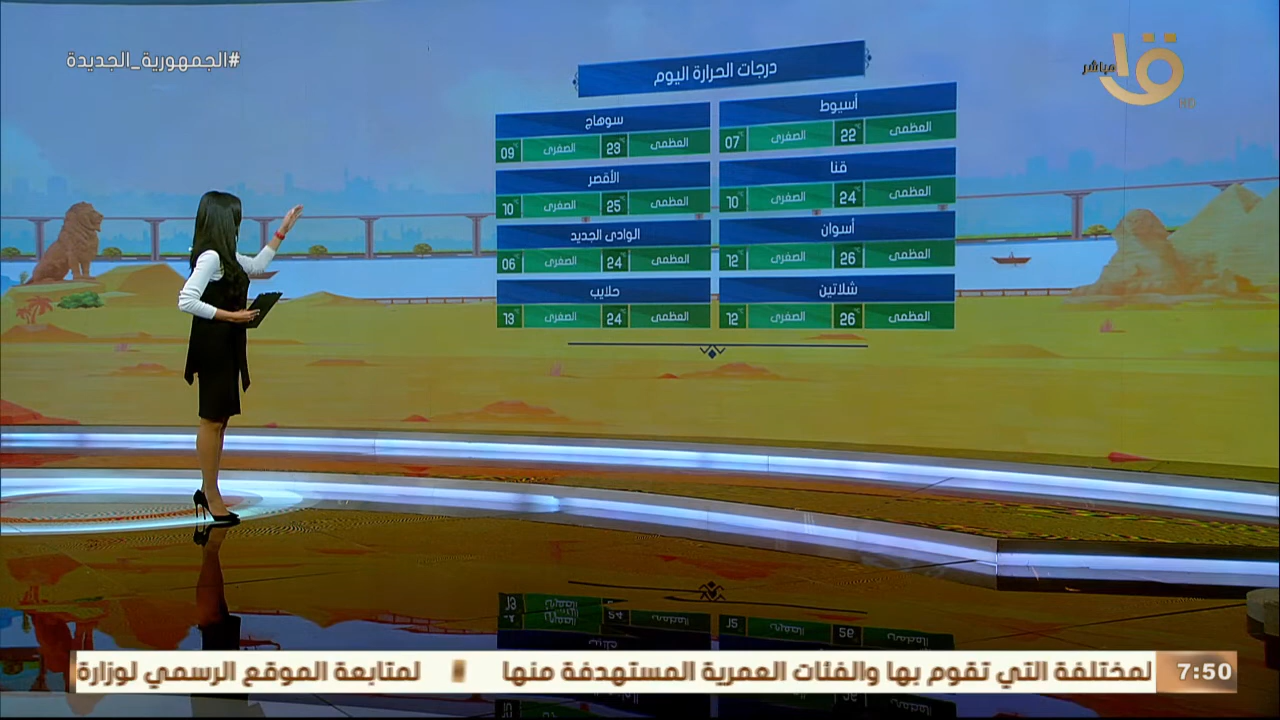 #الجمهورية_الجديدة
مباشر
HD
درجات الحرارة اليوم
أسيوط
العظمى 22° الصغرى 07°
سوهاج
العظمى 23° الصغرى 09°
قنا
العظمى 24° الصغرى 10°
الأقصر
العظمى 25° الصغرى 10°
أسوان
العظمى 26° الصغرى 12°
الوادى الجديد
العظمى 24° الصغرى 06°
شلاتين
العظمى 26° الصغرى 12°
حلايب
العظمى 24° الصغرى 13°
7:50
لمختلفة التي تقوم بها والفئات العمرية المستهدفة منها
لمتابعة الموقع الرسمي لوزارة